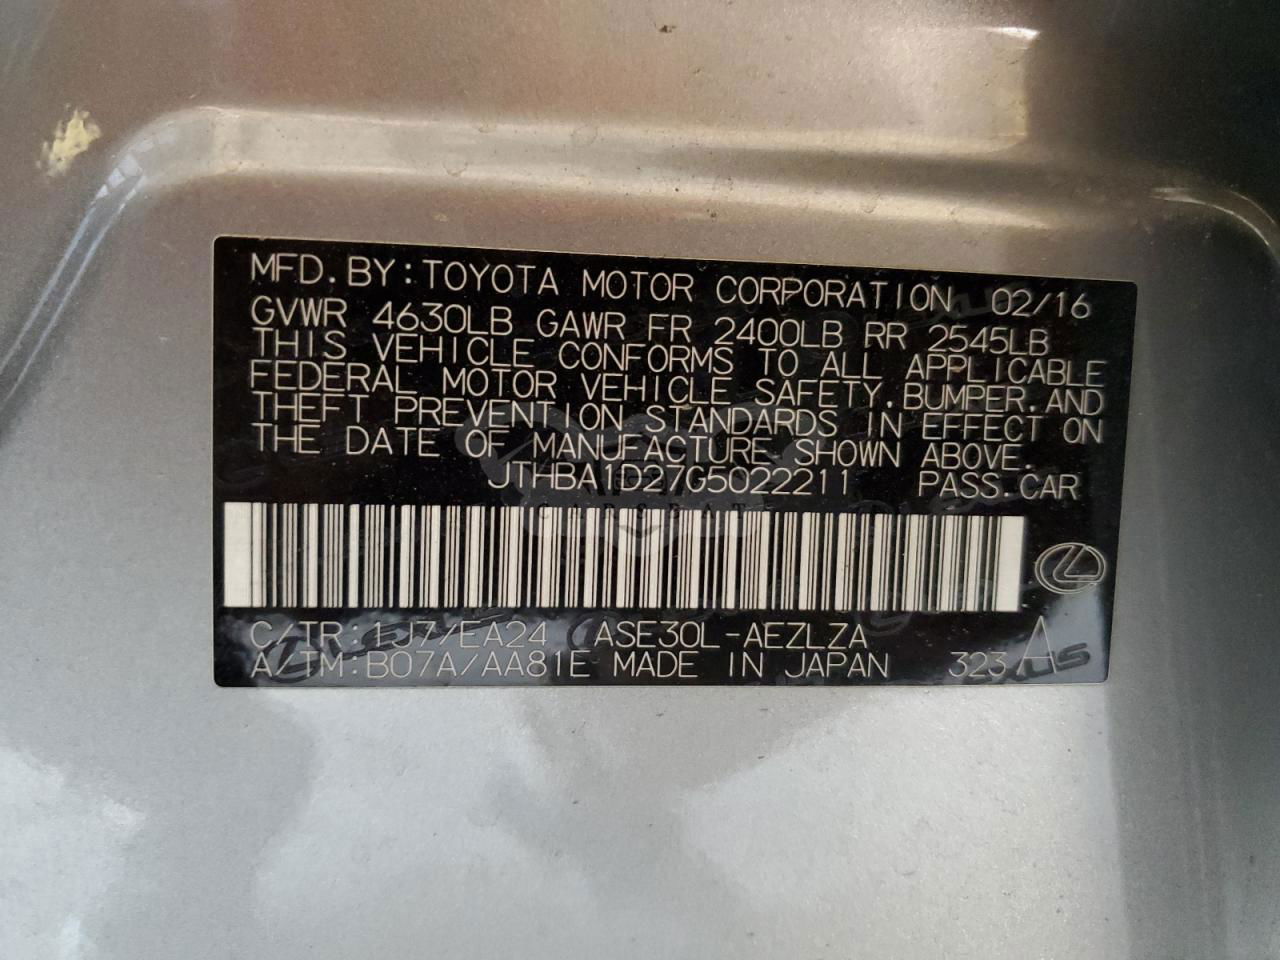 MFD.BY:TOYOTA MOTOR CORPORATION 02/16
GVWR 4630LB GAWR FR 2400LB RR 2545LB
THIS VEHICLE CONFORMS TO ALL APPLICABLE
FEDERAL MOTOR VEHICLE SAFETY,BUMPER,AND
THEFT PREVENTION STANDARDS IN EFFECT ON
THE DATE OF MANUFACTURE SHOWN ABOVE.
JTHBA1D27G5022211 PASS.CAR
C/TR:1J7/EA24 ASE30L-AEZLZA
A/TM:B07A/AA81E MADE IN JAPAN 323 A